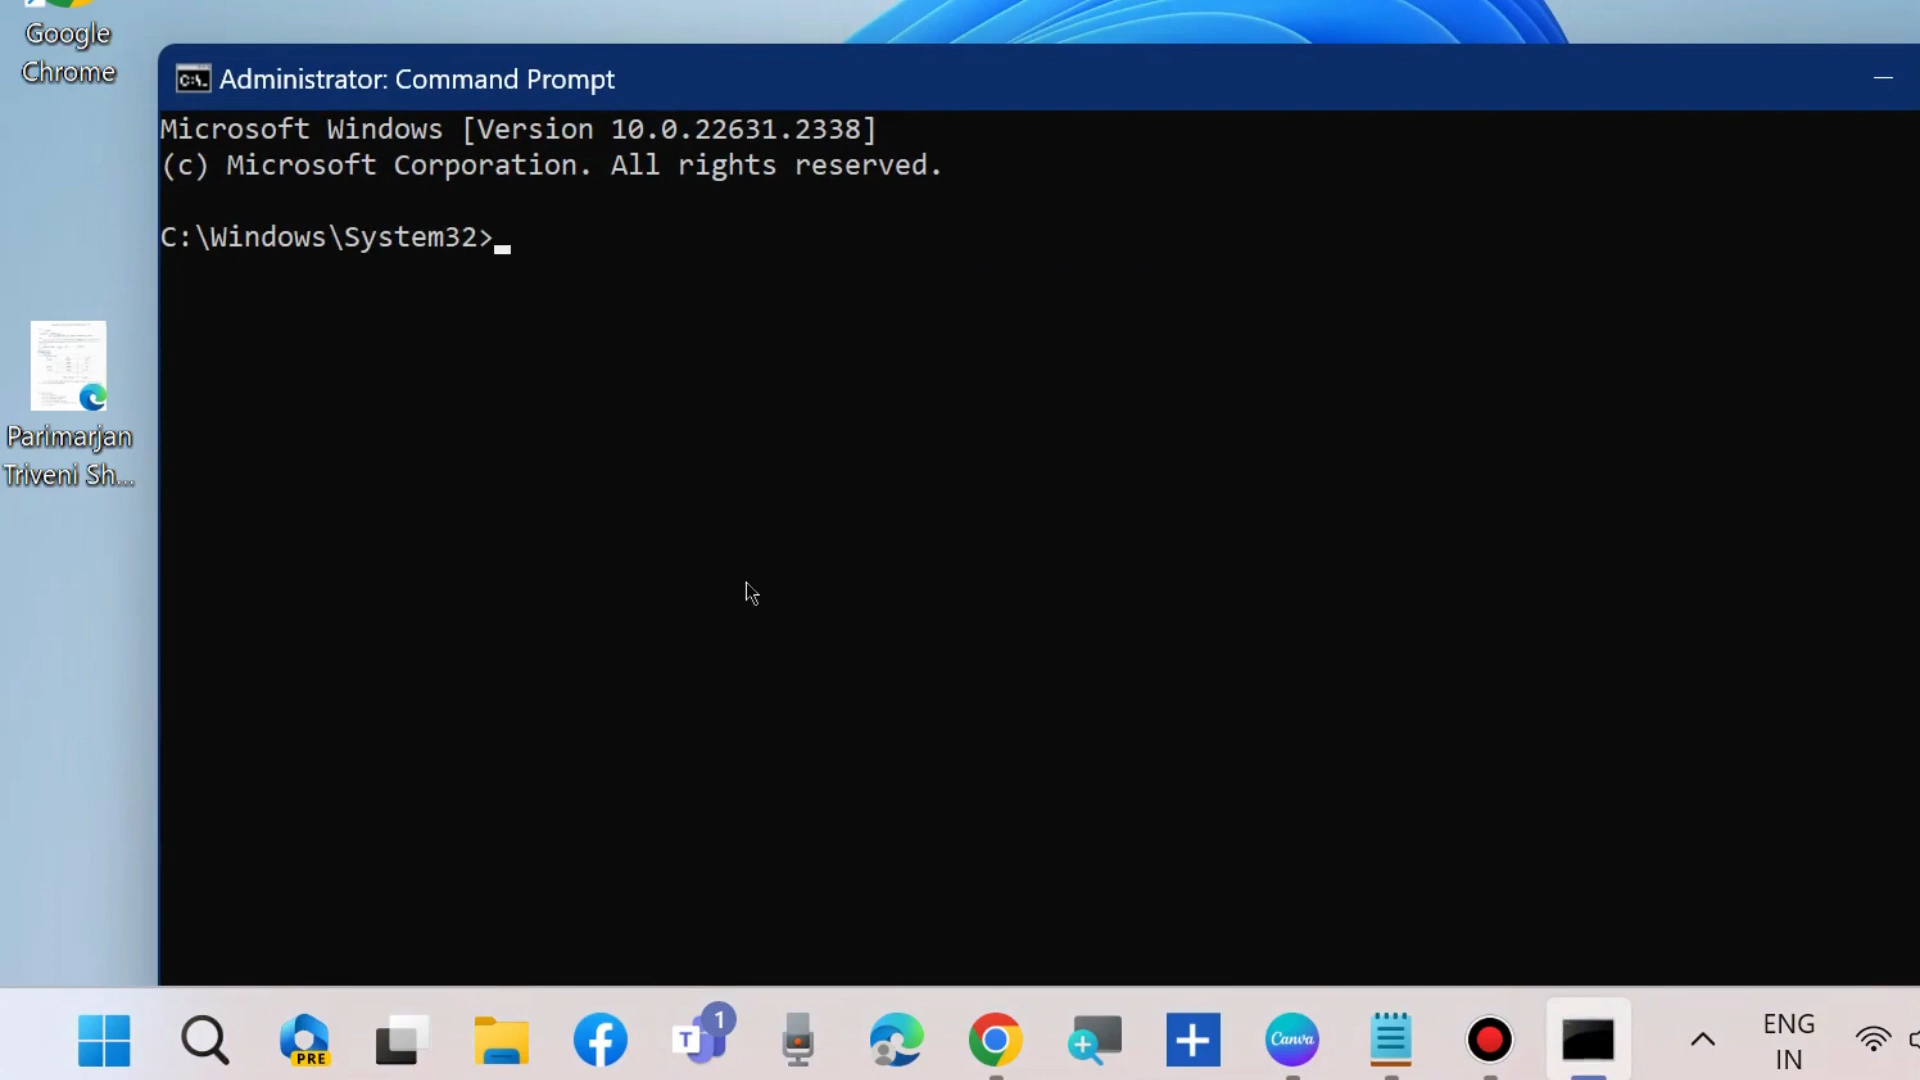 Google
Chrome
Administrator: Command Prompt
Microsoft Windows [Version 10.0.22631.2338]
(c) Microsoft Corporation. All rights reserved.
C:\Windows\System32>
Parimarjan
Triveni Sh...
PRE
T
1
Canva
ENG
IN